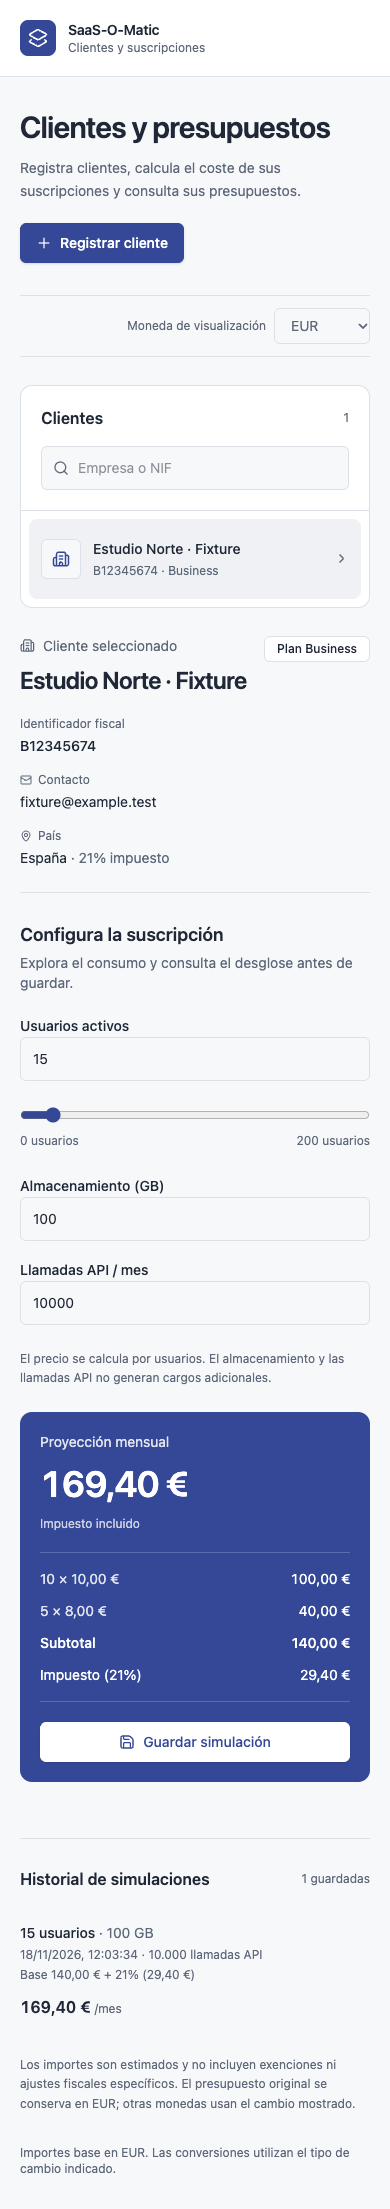 SaaS-O-Matic
Clientes y suscripciones
Clientes y presupuestos
Registra clientes, calcula el coste de sus
suscripciones y consulta sus presupuestos.
Registrar cliente
Moneda de visualización EUR
Clientes 1
Empresa o NIF
Estudio Norte · Fixture
B12345674 · Business
Cliente seleccionado Plan Business
Estudio Norte · Fixture
Identificador fiscal
B12345674
Contacto
fixture@example.test
País
España · 21% impuesto
Configura la suscripción
Explora el consumo y consulta el desglose antes de
guardar.
Usuarios activos
15
0 usuarios 200 usuarios
Almacenamiento (GB)
100
Llamadas API / mes
10000
El precio se calcula por usuarios. El almacenamiento y las
llamadas API no generan cargos adicionales.
Proyección mensual
169,40 €
Impuesto incluido
10 × 10,00 € 100,00 €
5 × 8,00 € 40,00 €
Subtotal 140,00 €
Impuesto (21%) 29,40 €
Guardar simulación
Historial de simulaciones 1 guardadas
15 usuarios · 100 GB
18/11/2026, 12:03:34 · 10.000 llamadas API
Base 140,00 € + 21% (29,40 €)
169,40 € /mes
Los importes son estimados y no incluyen exenciones ni
ajustes fiscales específicos. El presupuesto original se
conserva en EUR; otras monedas usan el cambio mostrado.
Importes base en EUR. Las conversiones utilizan el tipo de
cambio indicado.